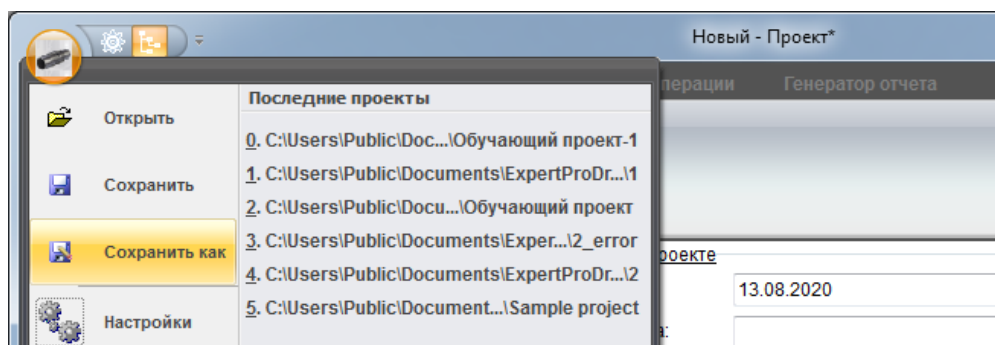 Новый - Проект*
перации Генератор отчета
Последние проекты
Открыть
0. C:\Users\Public\Doc...\Обучающий проект-1
1. C:\Users\Public\Documents\ExpertProDr...\1
Сохранить
2. C:\Users\Public\Docu...\Обучающий проект
3. C:\Users\Public\Documents\Exper...\2_error
Сохранить как
проекте
4. C:\Users\Public\Documents\ExpertProDr...\2
13.08.2020
5. C:\Users\Public\Document...\Sample project
Настройки
а: